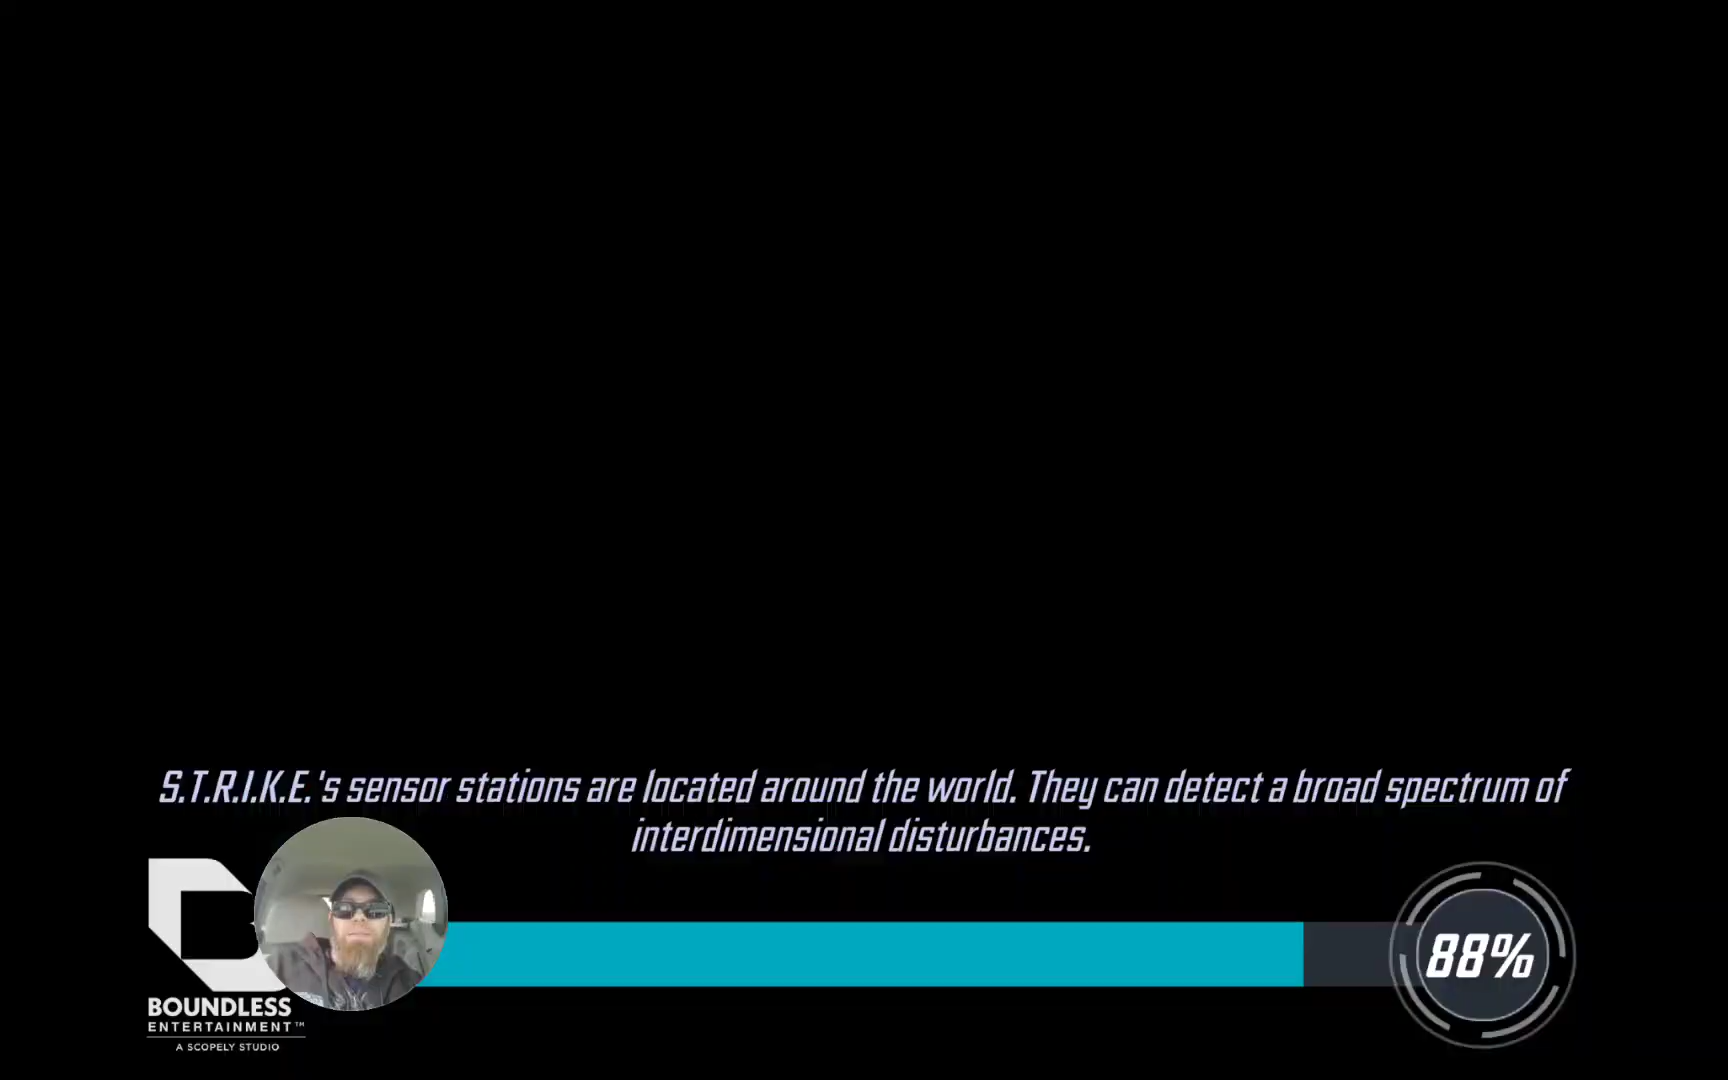 S.T.R.I.K.E.'s sensor stations are located around the world. They can detect a broad spectrum of
interdimensional disturbances.
88%
BOUNDLESS
ENTERTAINMENT™
A SCOPELY STUDIO